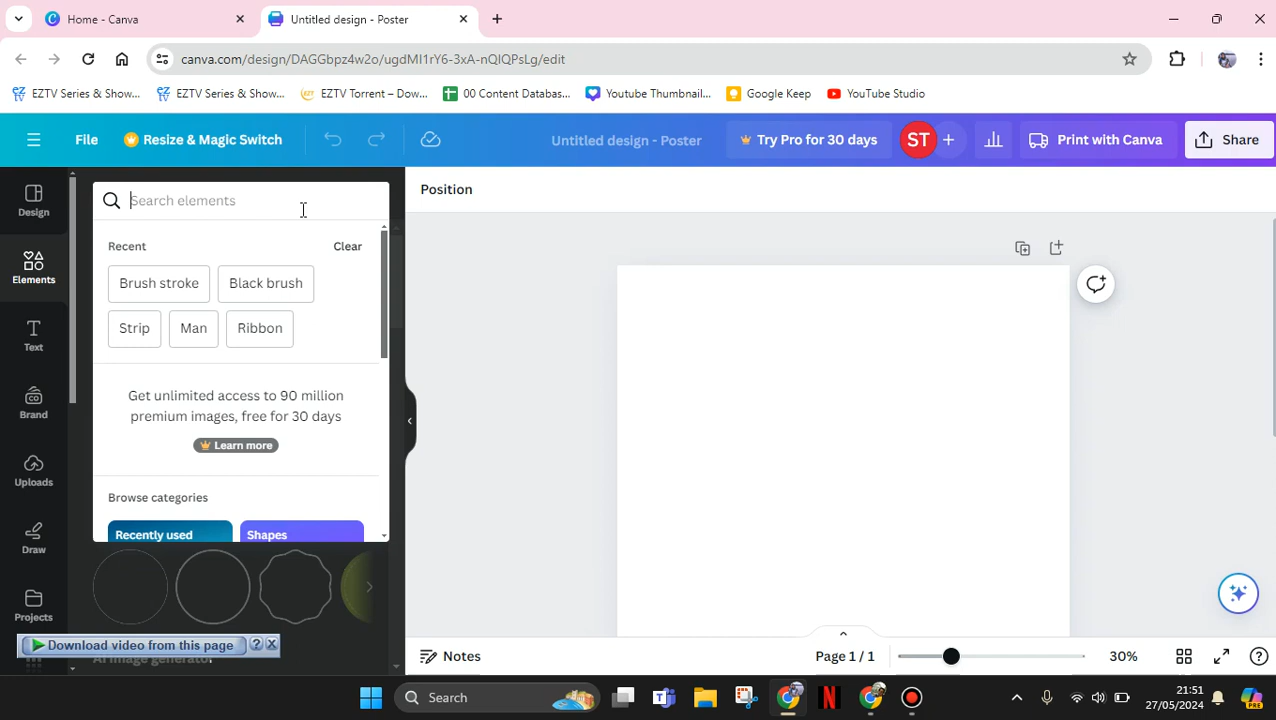 Home - Canva
Untitled design - Poster
canva.com/design/DAGGbpz4w2o/ugdMI1rY6-3xA-nQIQPsLg/edit
EZTV Series & Show...
EZTV Series & Show...
EZTV Torrent – Dow...
00 Content Databas...
Youtube Thumbnail...
Google Keep
YouTube Studio
File
Resize & Magic Switch
Untitled design - Poster
Try Pro for 30 days
ST
Print with Canva
Share
Design
Elements
Text
Brand
Uploads
Draw
Projects
Search elements
Recent
Clear
Brush stroke
Black brush
Strip
Man
Ribbon
Get unlimited access to 90 million
premium images, free for 30 days
Learn more
Browse categories
Recently used
Shapes
Download video from this page
AI image generator
Position
Notes
Page 1 / 1
30%
Search
21:51
27/05/2024
PRE